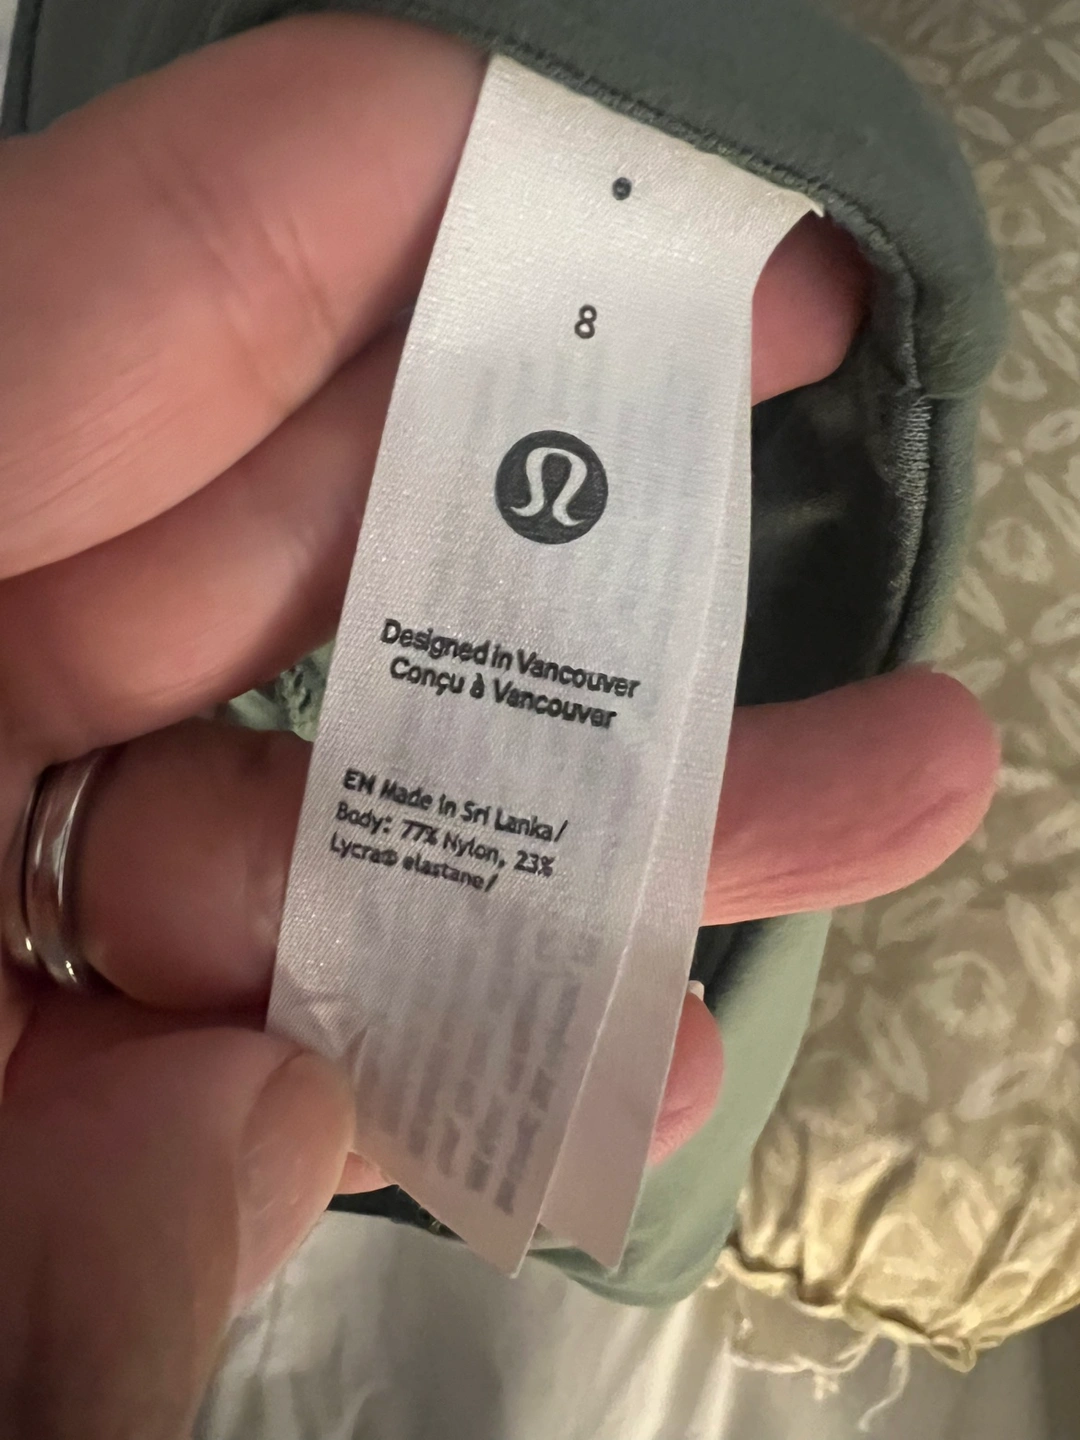 8
Designed in Vancouver
Conçu à Vancouver
EN Made in Sri Lanka/
Body: 77% Nylon, 23%
Lycra® elastane/